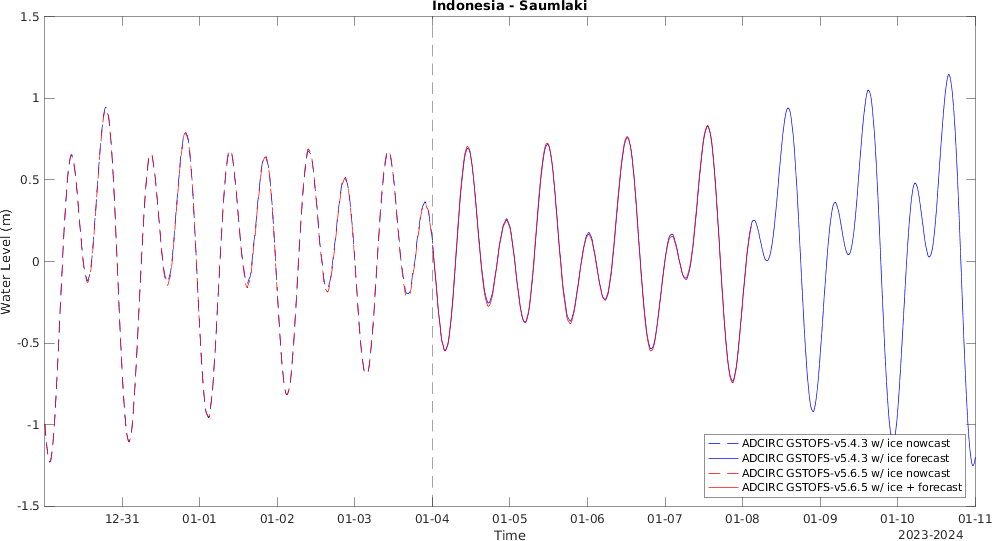 Indonesia - Saumlaki
1.5
1
0.5
0
-0.5
-1
-1.5
Water Level (m)
ADCIRC GSTOFS-v5.4.3 w/ ice nowcast
ADCIRC GSTOFS-v5.4.3 w/ ice forecast
ADCIRC GSTOFS-v5.6.5 w/ ice nowcast
ADCIRC GSTOFS-v5.6.5 w/ ice + forecast
12-31 01-01 01-02 01-03 01-04 01-05 01-06 01-07 01-08 01-09 01-10 01-11
Time
2023-2024